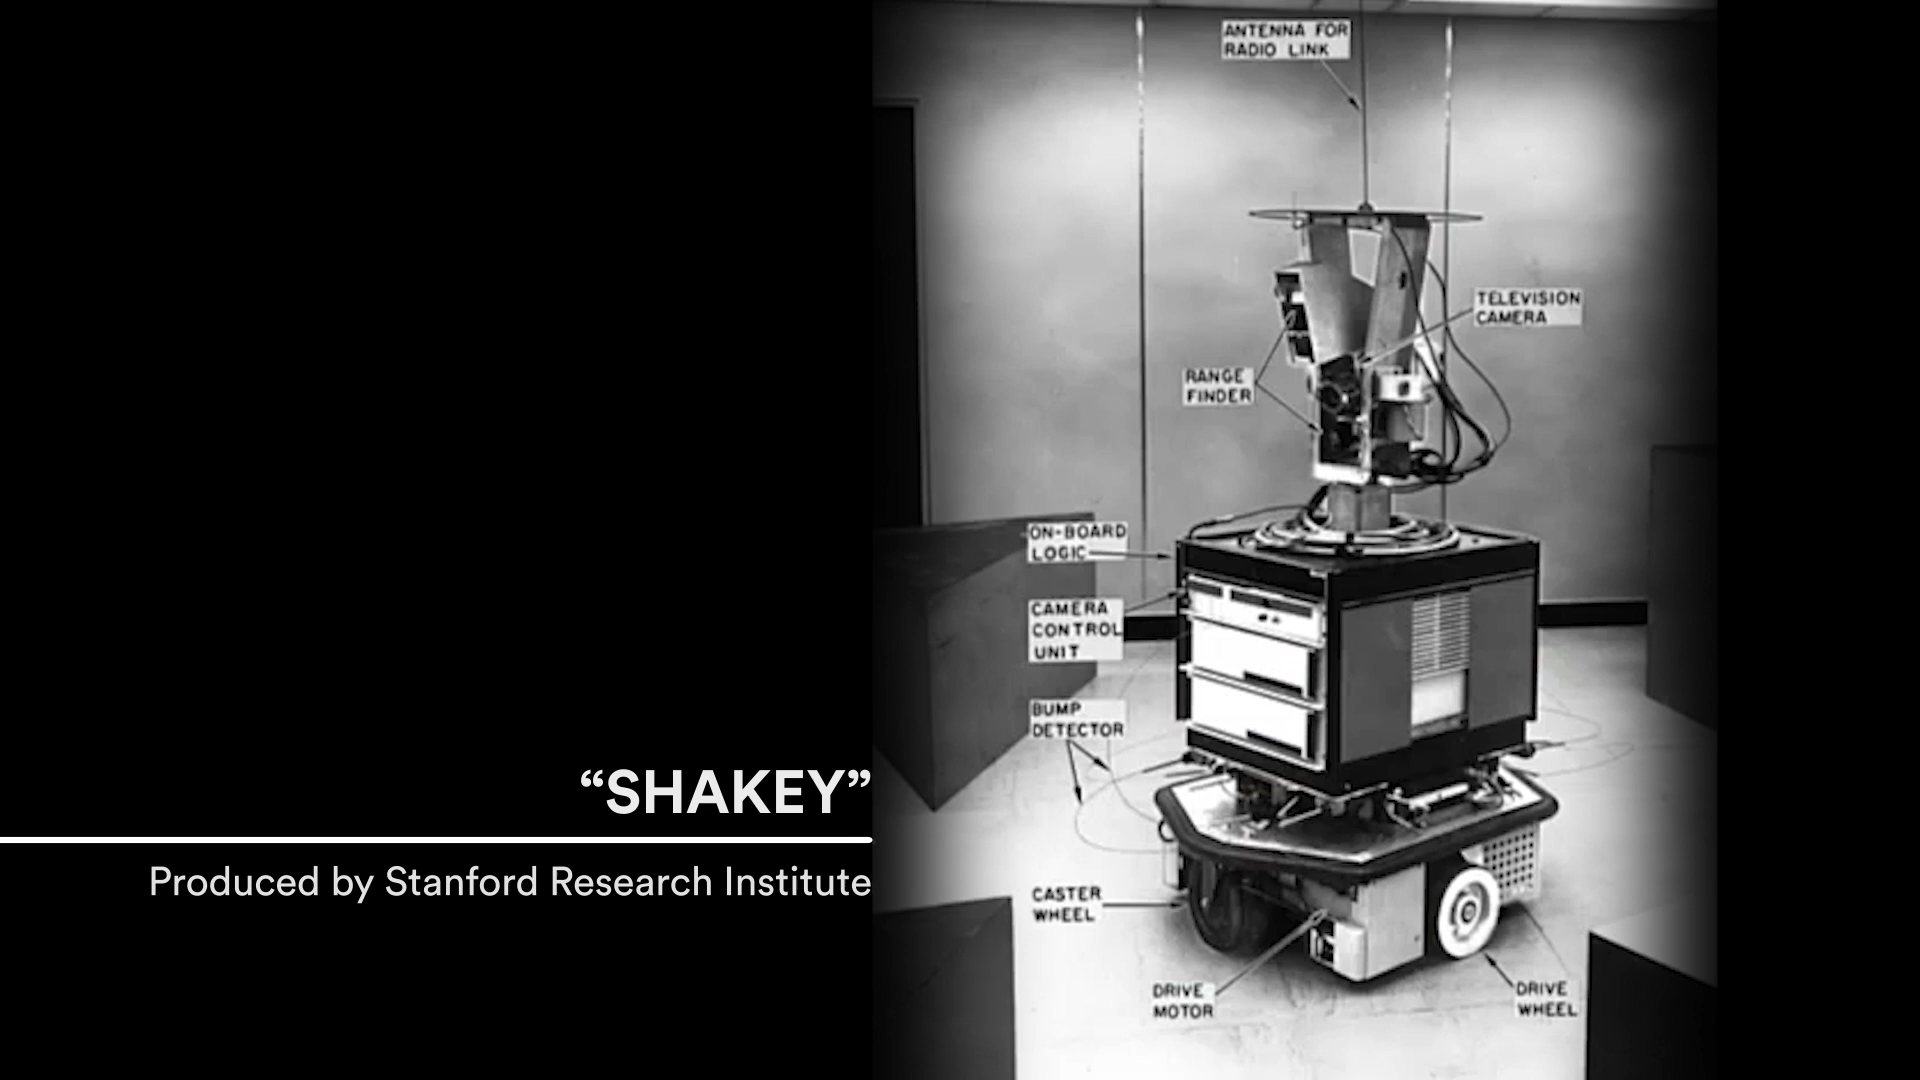 “SHAKEY”
Produced by Stanford Research Institute
ANTENNA FOR
RADIO LINK
TELEVISION
CAMERA
RANGE
FINDER
ON-BOARD
LOGIC
CAMERA
CONTROL
UNIT
BUMP
DETECTOR
CASTER
WHEEL
DRIVE
MOTOR
DRIVE
WHEEL